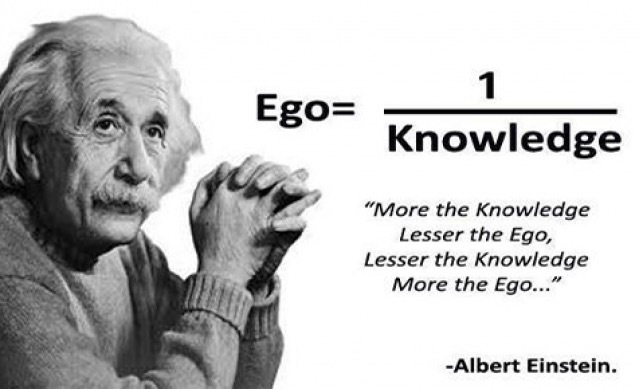 Ego= 1
Knowledge
“More the Knowledge
Lesser the Ego,
Lesser the Knowledge
More the Ego...”
-Albert Einstein.